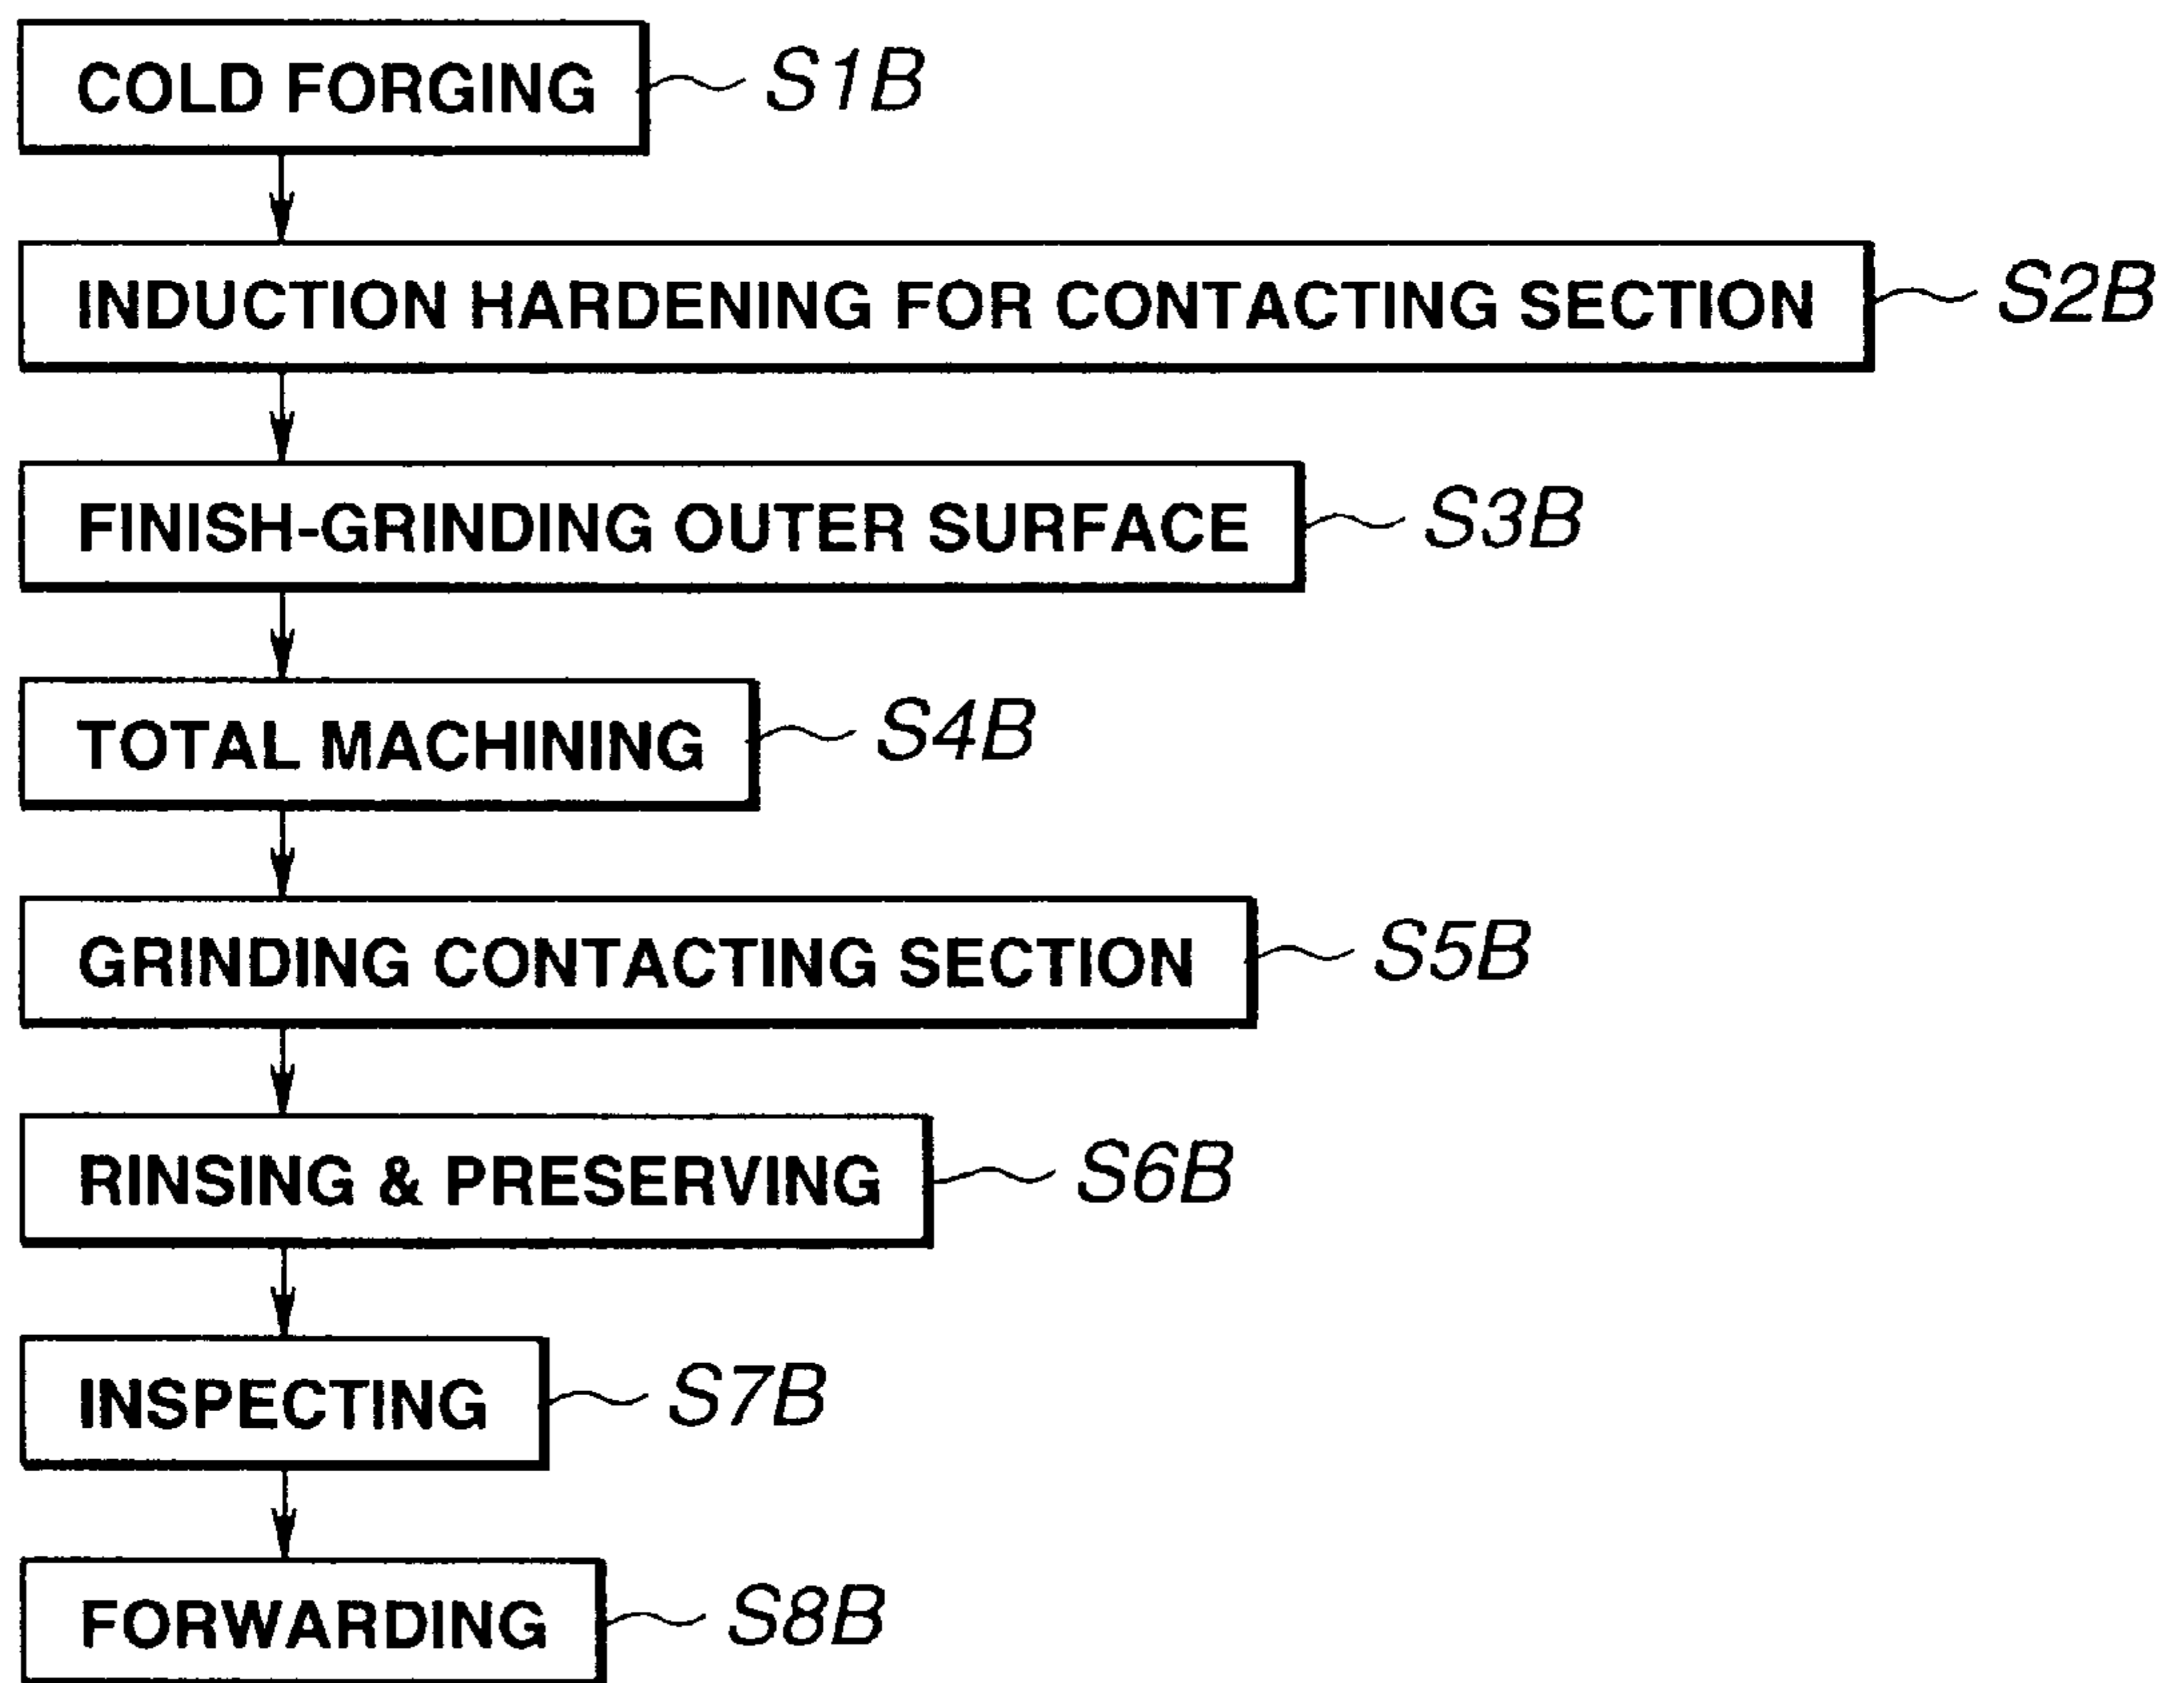 COLD FORGING S1B
INDUCTION HARDENING FOR CONTACTING SECTION S2B
FINISH-GRINDING OUTER SURFACE S3B
TOTAL MACHINING S4B
GRINDING CONTACTING SECTION S5B
RINSING & PRESERVING S6B
INSPECTING S7B
FORWARDING S8B